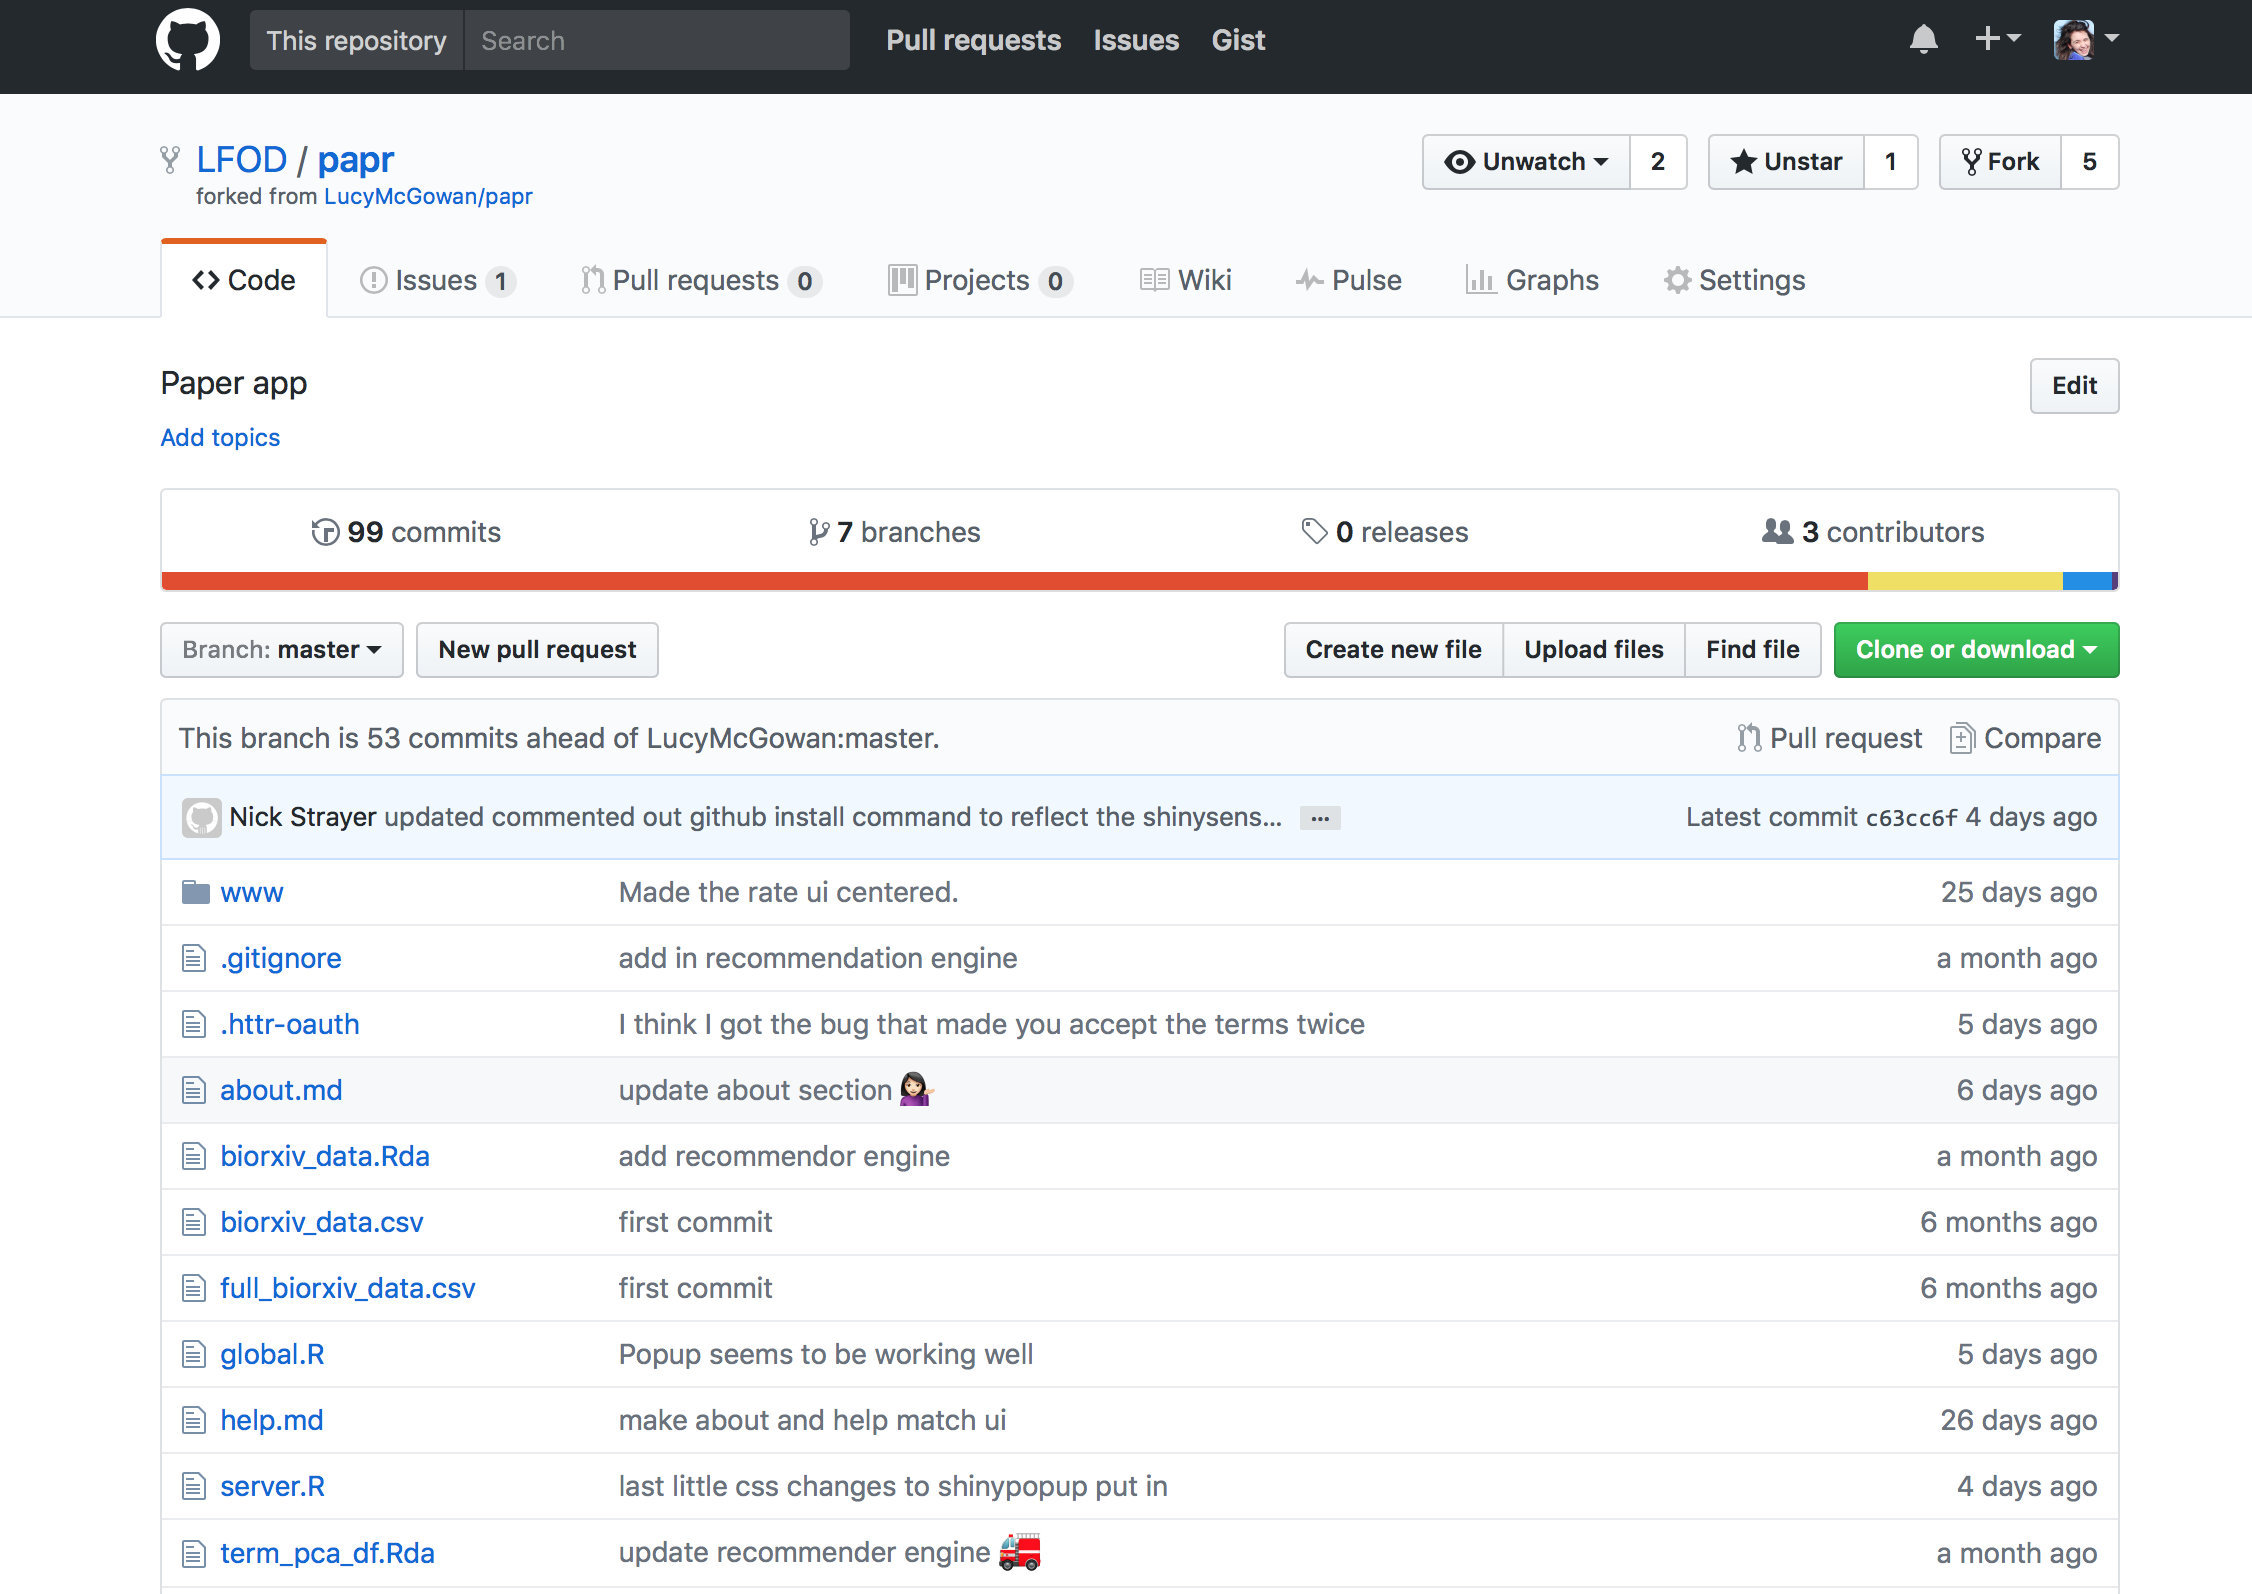 This repository Search Pull requests Issues Gist
LFOD / papr Unwatch 2 Unstar 1 Fork 5
forked from LucyMcGowan/papr
Code Issues 1 Pull requests 0 Projects 0 Wiki Pulse Graphs Settings
Paper app Edit
Add topics
99 commits 7 branches 0 releases 3 contributors
Branch: master New pull request Create new file Upload files Find file Clone or download
This branch is 53 commits ahead of LucyMcGowan:master. Pull request Compare
Nick Strayer updated commented out github install command to reflect the shinysens... ... Latest commit c63cc6f 4 days ago
www Made the rate ui centered. 25 days ago
.gitignore add in recommendation engine a month ago
.httr-oauth I think I got the bug that made you accept the terms twice 5 days ago
about.md update about section 💁🏻 6 days ago
biorxiv_data.Rda add recommendor engine a month ago
biorxiv_data.csv first commit 6 months ago
full_biorxiv_data.csv first commit 6 months ago
global.R Popup seems to be working well 5 days ago
help.md make about and help match ui 26 days ago
server.R last little css changes to shinypopup put in 4 days ago
term_pca_df.Rda update recommender engine 🚒 a month ago